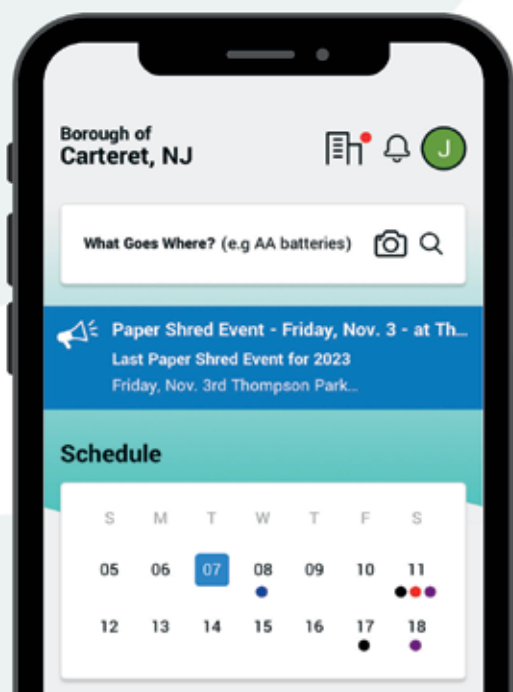 Borough of
Carteret, NJ
J
What Goes Where? (e.g AA batteries)
Paper Shred Event - Friday, Nov. 3 - at Th...
Last Paper Shred Event for 2023
Friday, Nov. 3rd Thompson Park...
Schedule
S M T W T F S
05 06 07 08 09 10 11
12 13 14 15 16 17 18